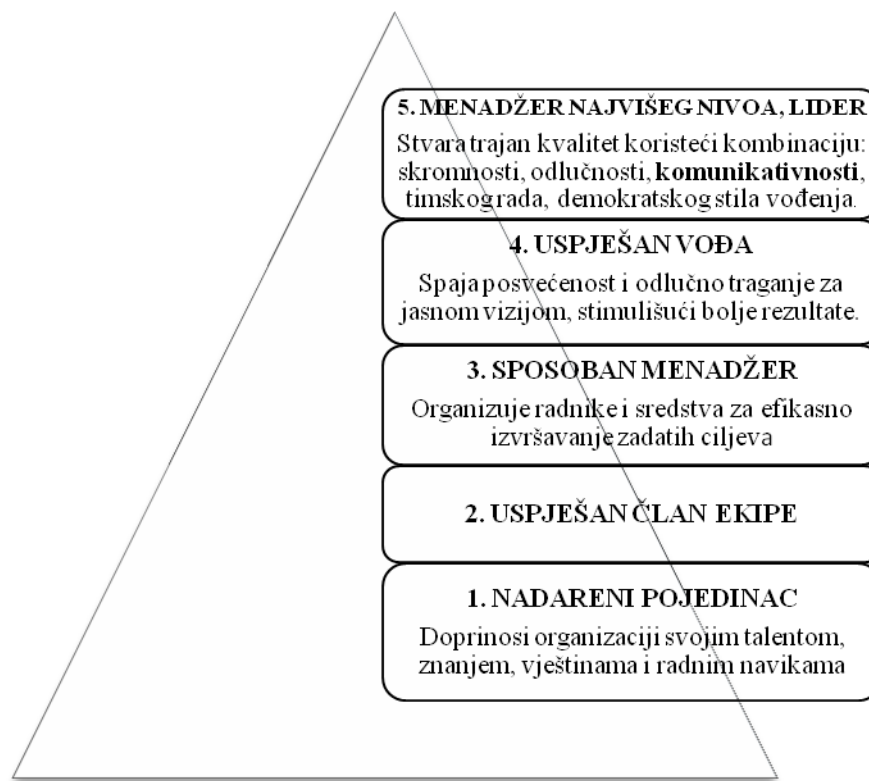 5. MENADŽER NAJVIŠEG NIVOA, LIDER
Stvara trajan kvalitet koristeći kombinaciju:
skromnosti, odlučnosti, komunikativnosti,
timskog rada, demokratskog stila vođenja.
4. USPJEŠAN VOĐA
Spaja posvećenost i odlučno traganje za
jasnom vizijom, stimulišući bolje rezultate.
3. SPOSOBAN MENADŽER
Organizuje radnike i sredstva za efikasno
izvršavanje zadatih ciljeva
2. USPJEŠAN ČLAN EKIPE
1. NADARENI POJEDINAC
Doprinosi organizaciji svojim talentom,
znanjem, vještinama i radnim navikama